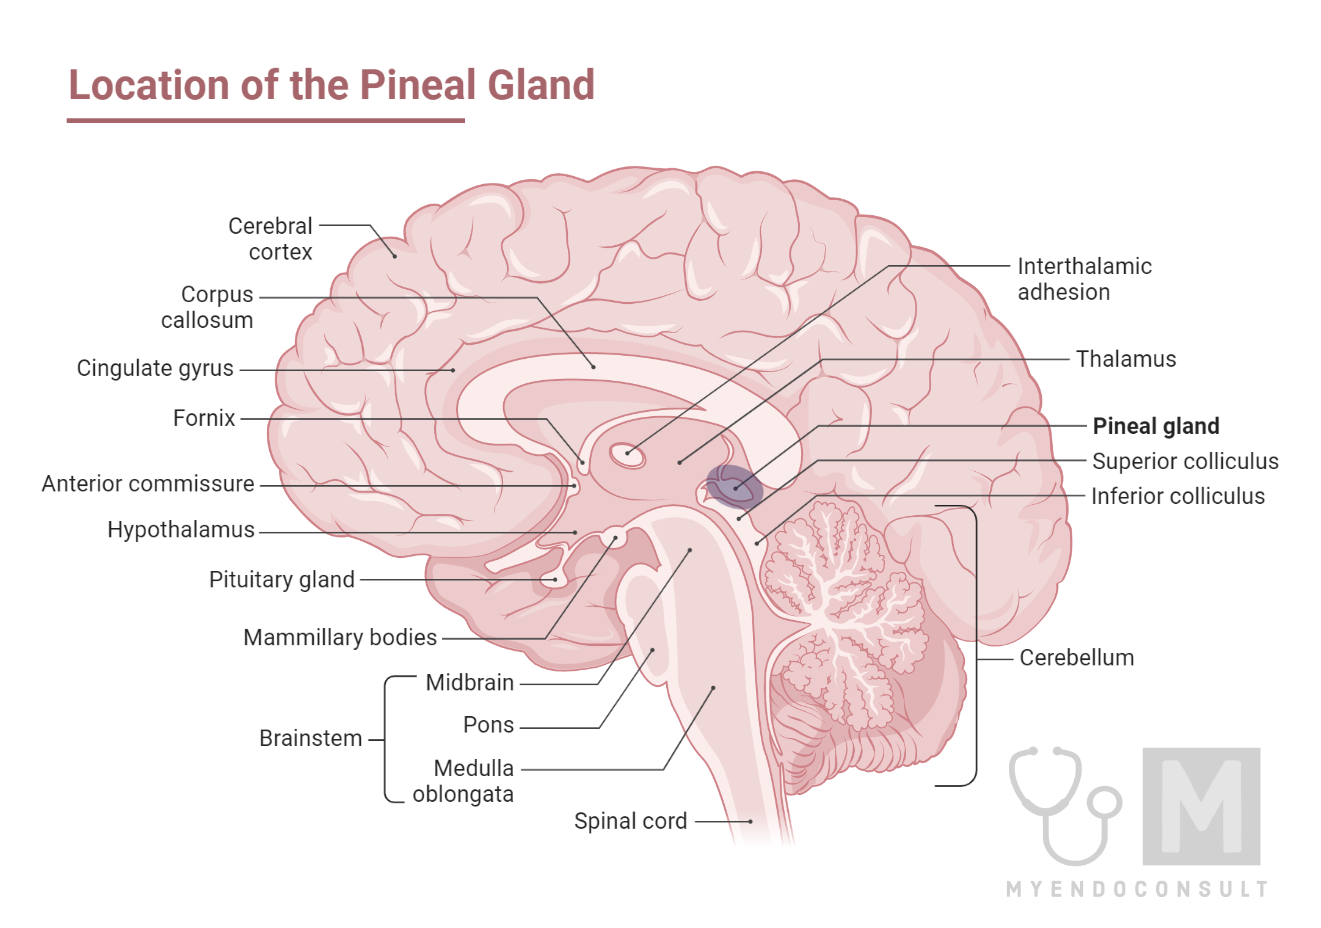 Location of the Pineal Gland
Cerebral
cortex
Corpus
callosum
Cingulate gyrus
Fornix
Anterior commissure
Hypothalamus
Pituitary gland
Mammillary bodies
Midbrain
Brainstem
Pons
Medulla
oblongata
Spinal cord
Interthalamic
adhesion
Thalamus
Pineal gland
Superior colliculus
Inferior colliculus
Cerebellum
M
MYENDOCONSULT